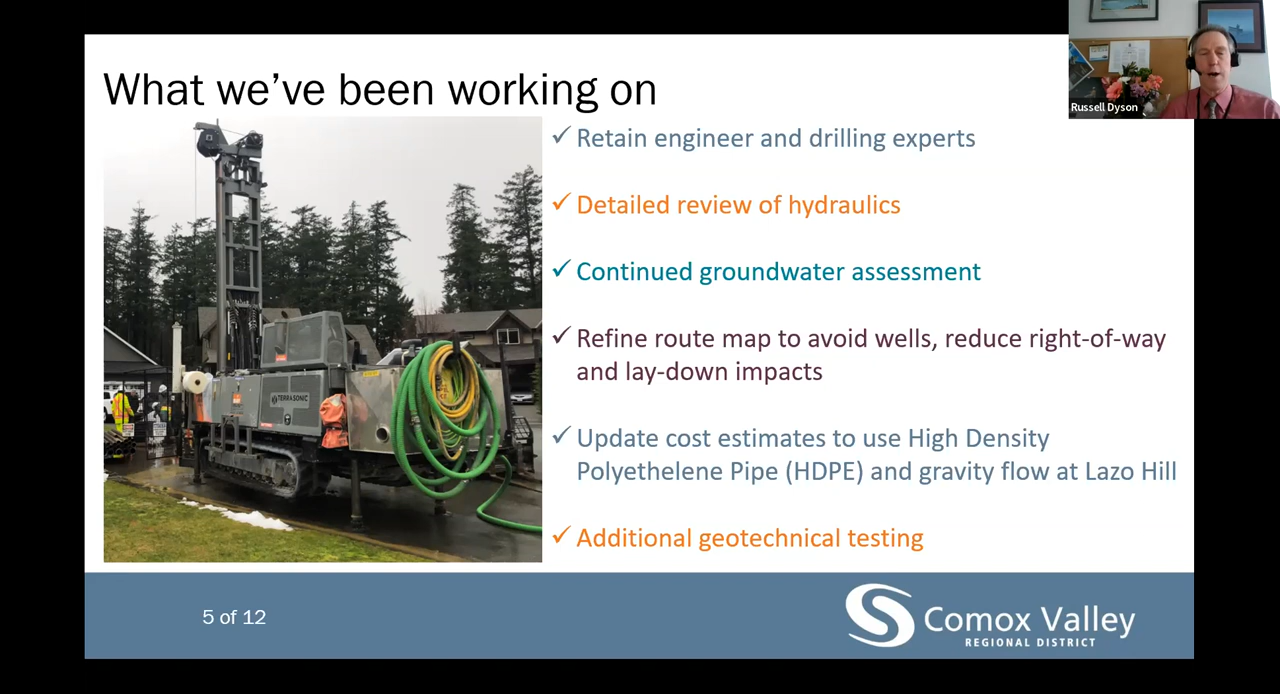 What we've been working on
Russell Dyson
✓ Retain engineer and drilling experts
✓ Detailed review of hydraulics
✓ Continued groundwater assessment
✓ Refine route map to avoid wells, reduce right-of-way
and lay-down impacts
✓ Update cost estimates to use High Density
Polyethelene Pipe (HDPE) and gravity flow at Lazo Hill
✓ Additional geotechnical testing
TERRASONIC
5 of 12
Comox Valley
REGIONAL DISTRICT